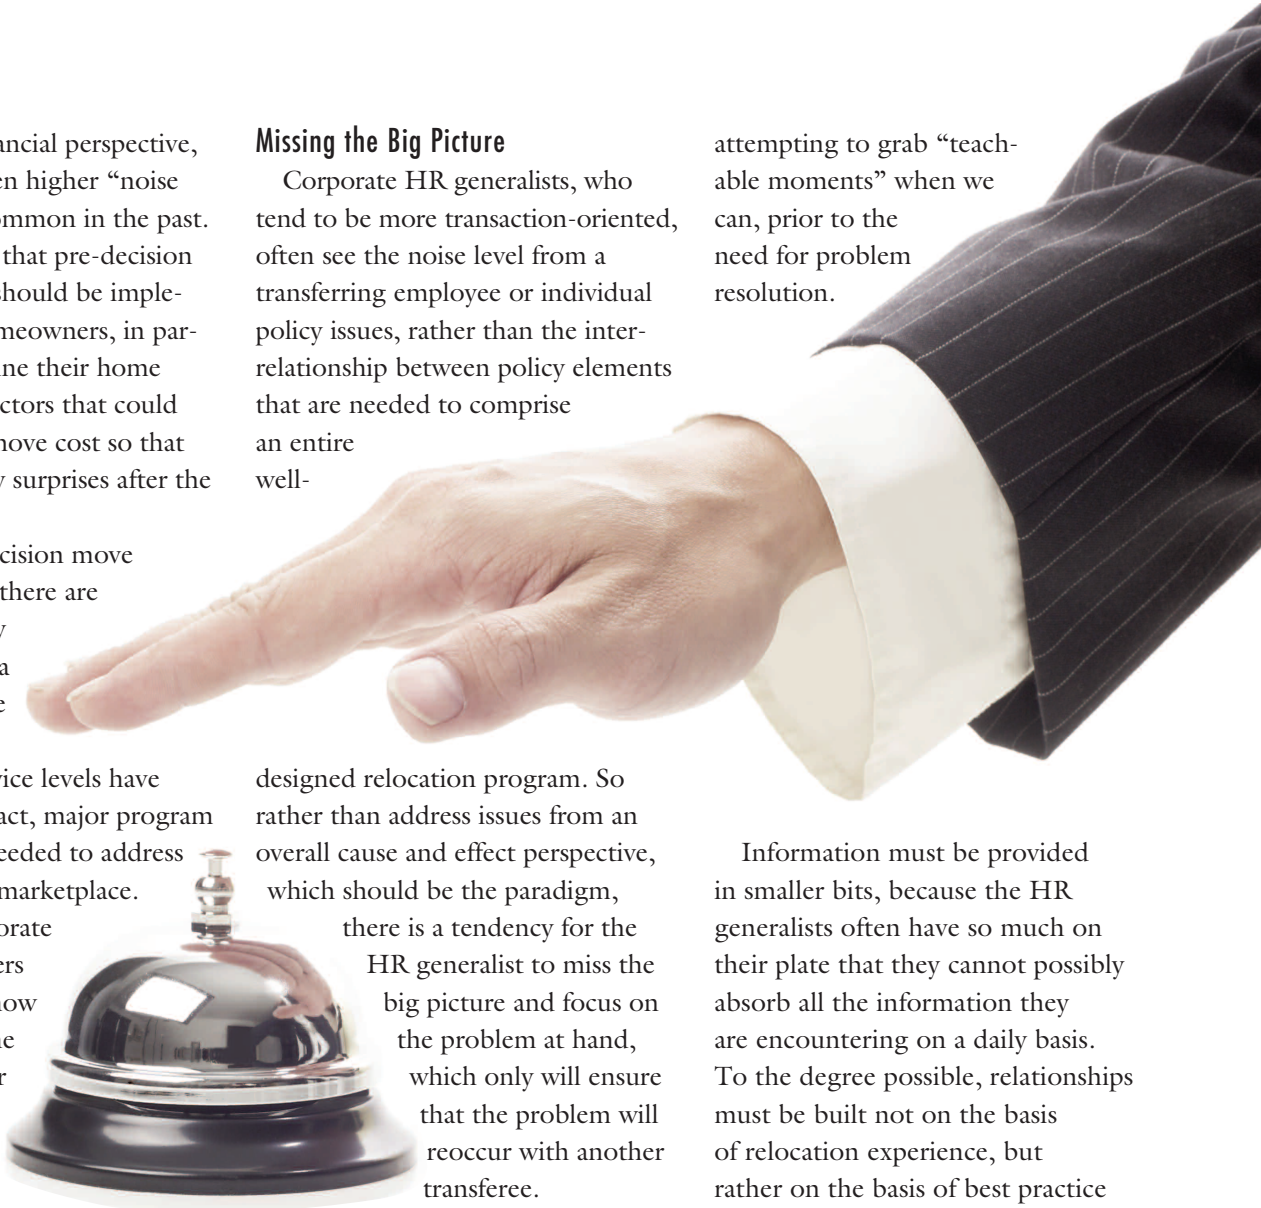 ancial perspective,
en higher “noise
ommon in the past.
that pre-decision
should be imple-
meowners, in par-
ine their home
ctors that could
move cost so that
y surprises after the
cision move
there are
y
a
e
vice levels have
act, major program
eeded to address
marketplace.
orate
ers
how
he
r
Missing the Big Picture
Corporate HR generalists, who
tend to be more transaction-oriented,
often see the noise level from a
transferring employee or individual
policy issues, rather than the inter-
relationship between policy elements
that are needed to comprise
an entire
well-
designed relocation program. So
rather than address issues from an
overall cause and effect perspective,
which should be the paradigm,
there is a tendency for the
HR generalist to miss the
big picture and focus on
the problem at hand,
which only will ensure
that the problem will
reoccur with another
transferee.
attempting to grab “teach-
able moments” when we
can, prior to the
need for problem
resolution.
Information must be provided
in smaller bits, because the HR
generalists often have so much on
their plate that they cannot possibly
absorb all the information they
are encountering on a daily basis.
To the degree possible, relationships
must be built not on the basis
of relocation experience, but
rather on the basis of best practice